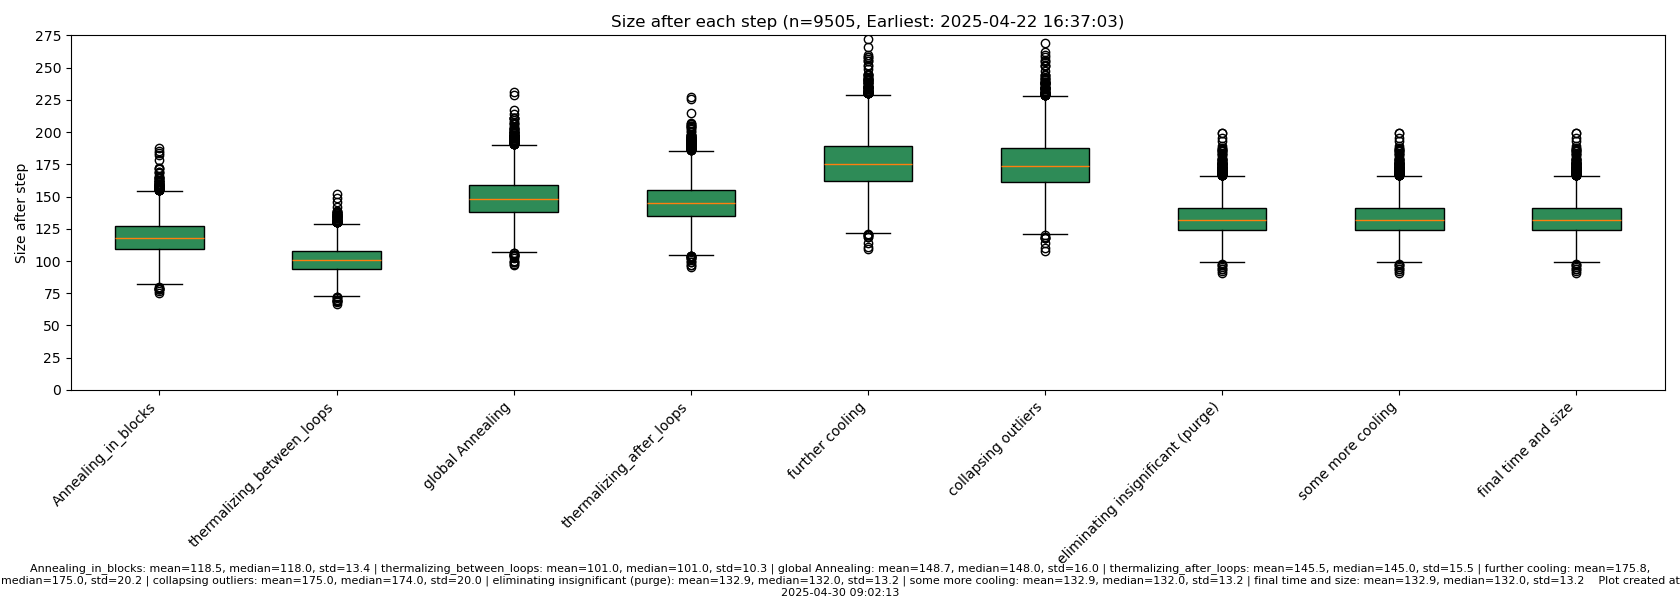 Size after each step (n=9505, Earliest: 2025-04-22 16:37:03)
275
250
225
200
175
150
125
100
75
50
25
0
Size after step
Annealing_in_blocks
thermalizing_between_loops
global Annealing
thermalizing_after_loops
further cooling
collapsing outliers
eliminating insignificant (purge)
some more cooling
final time and size
Annealing_in_blocks: mean=118.5, median=118.0, std=13.4 | thermalizing_between_loops: mean=101.0, median=101.0, std=10.3 | global Annealing: mean=148.7, median=148.0, std=16.0 | thermalizing_after_loops: mean=145.5, median=145.0, std=15.5 | further cooling: mean=175.8,
median=175.0, std=20.2 | collapsing outliers: mean=175.0, median=174.0, std=20.0 | eliminating insignificant (purge): mean=132.9, median=132.0, std=13.2 | some more cooling: mean=132.9, median=132.0, std=13.2 | final time and size: mean=132.9, median=132.0, std=13.2    Plot created at
2025-04-30 09:02:13